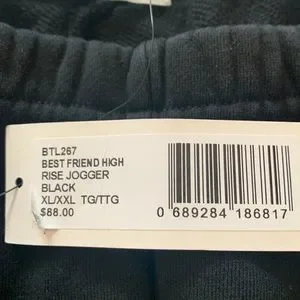 BTL267
BEST FRIEND HIGH
RISE JOGGER
BLACK
XL/XXL TG/TTG
$88.00
0 689284 186817